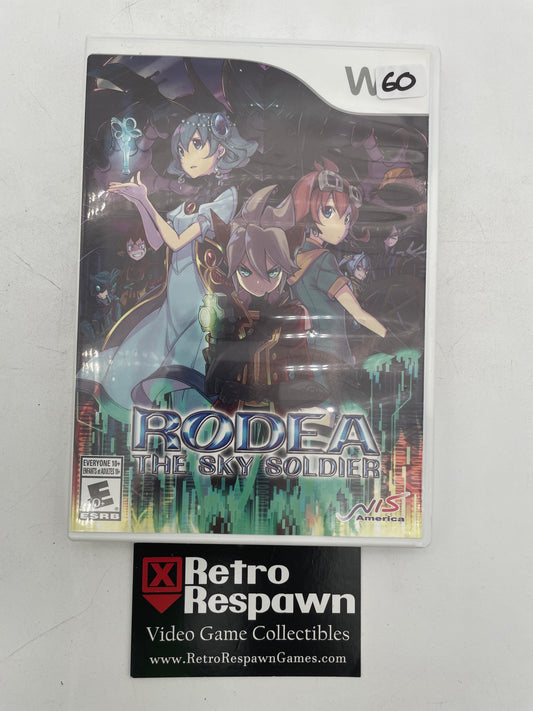 W
60
RODEA
THE SKY SOLDIER
EVERYONE 10+
ENFANTS et ADULTES 10+
E
ESRB
NIS
America
Retro
Respawn
Video Game Collectibles
www.RetroRespawnGames.com